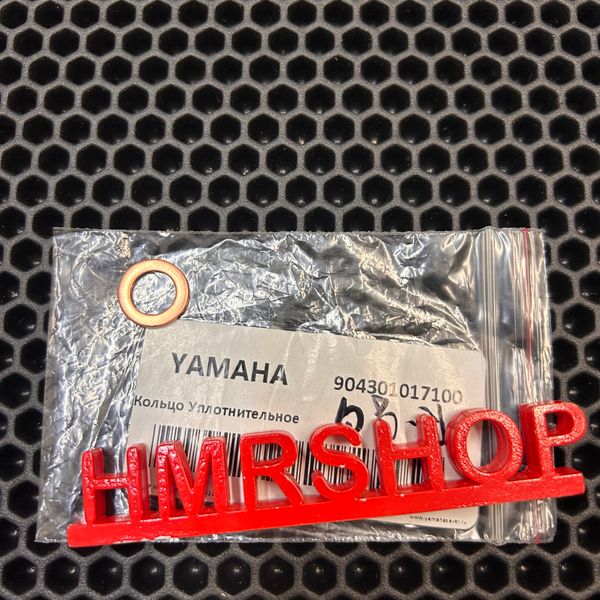 YAMAHA 904301017100
Кольцо Уплотнительное
HMRSHOP